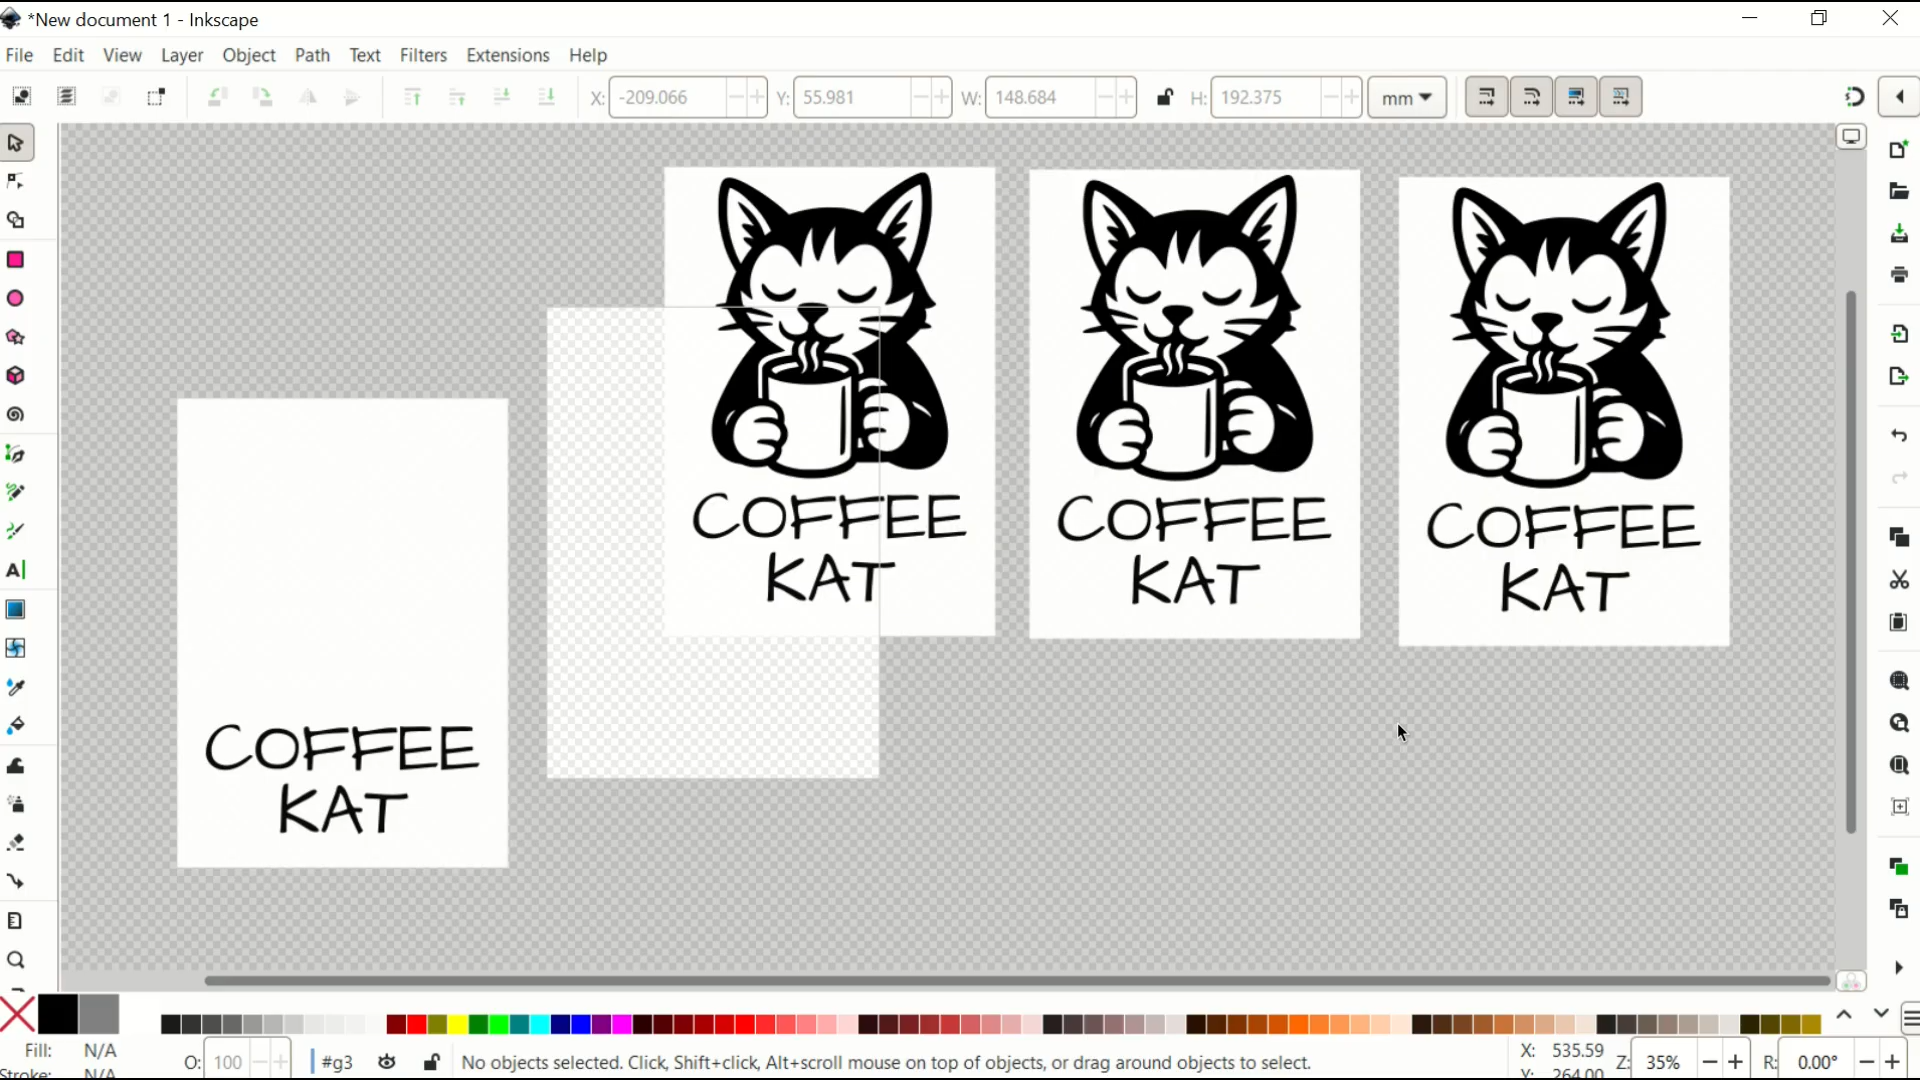 *New document 1 - Inkscape
File Edit View Layer Object Path Text Filters Extensions Help
X: -209.066 Y: 55.981 W: 148.684 H: 192.375 mm
COFFEE
KAT
COFFEE
KAT
COFFEE
KAT
COFFEE
KAT
Fill: N/A
Stroke: N/A
O: 100
#g3
No objects selected. Click, Shift+click, Alt+scroll mouse on top of objects, or drag around objects to select.
X: 535.59
Y: 264.00
Z: 35%
R: 0.00°